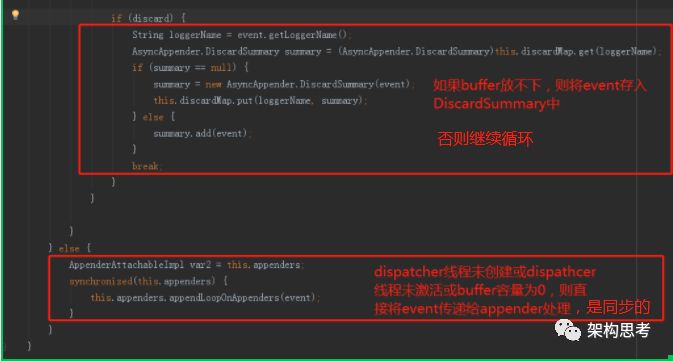 if (discard) {
String loggerName = event.getLoggerName();
AsyncAppender.DiscardSummary summary = (AsyncAppender.DiscardSummary)this.discardMap.get(loggerName);
if (summary == null) {
summary = new AsyncAppender.DiscardSummary(event);
this.discardMap.put(loggerName, summary);
} else {
summary.add(event);
}
break;
}
}
如果buffer放不下，则将event存入
DiscardSummary中
否则继续循环
}
} else {
AppenderAttachableImpl var2 = this.appenders;
synchronized(this.appenders) {
this.appenders.appendLoopOnAppenders(event);
}
}
}
}
dispatcher线程未创建或dispathcer
线程未激活或buffer容量为0，则直
接将event传递给appender处理，是同步的
架构思考